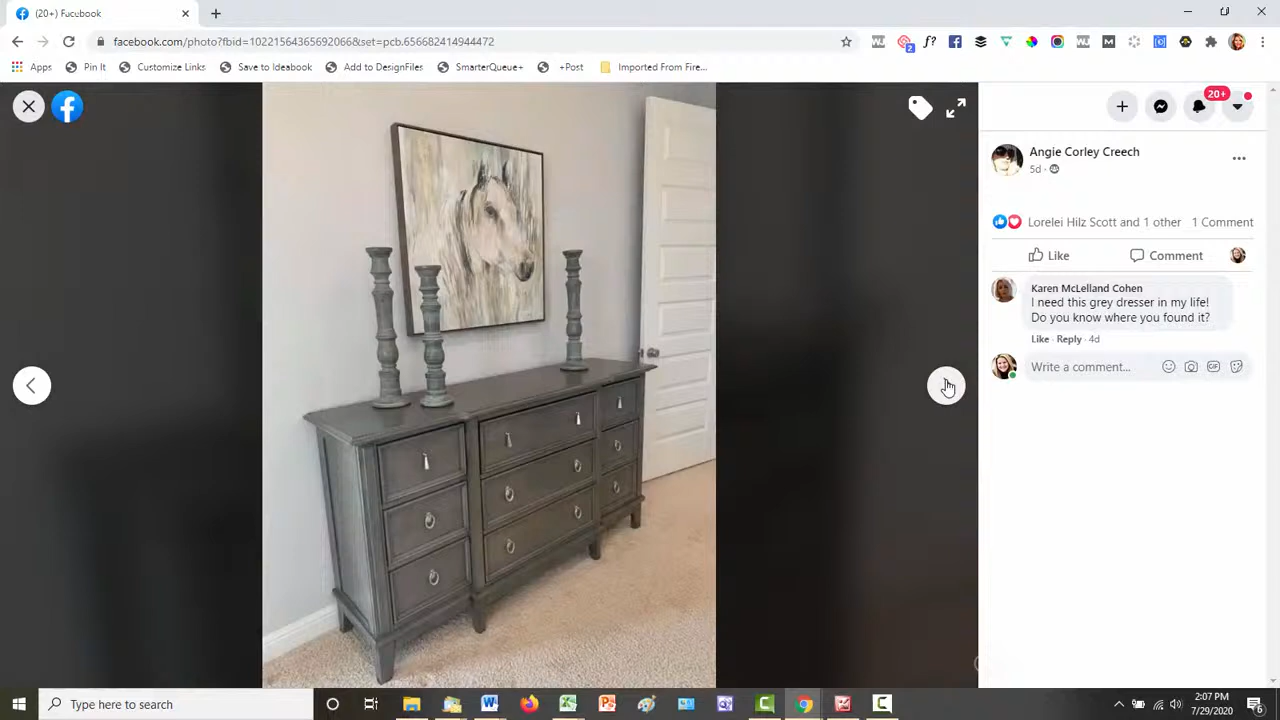 (20+) Facebook
facebook.com/photo?fbid=10221564365692066&set=pcb.656682414944472
Apps
Pin It
Customize Links
Save to Ideabook
Add to DesignFiles
SmarterQueue+
+Post
Imported From Fire...
20+
Angie Corley Creech
5d
Lorelei Hilz Scott and 1 other
1 Comment
Like
Comment
Karen McLelland Cohen
I need this grey dresser in my life!
Do you know where you found it?
Like · Reply · 4d
Write a comment...
Type here to search
2:07 PM
7/29/2020